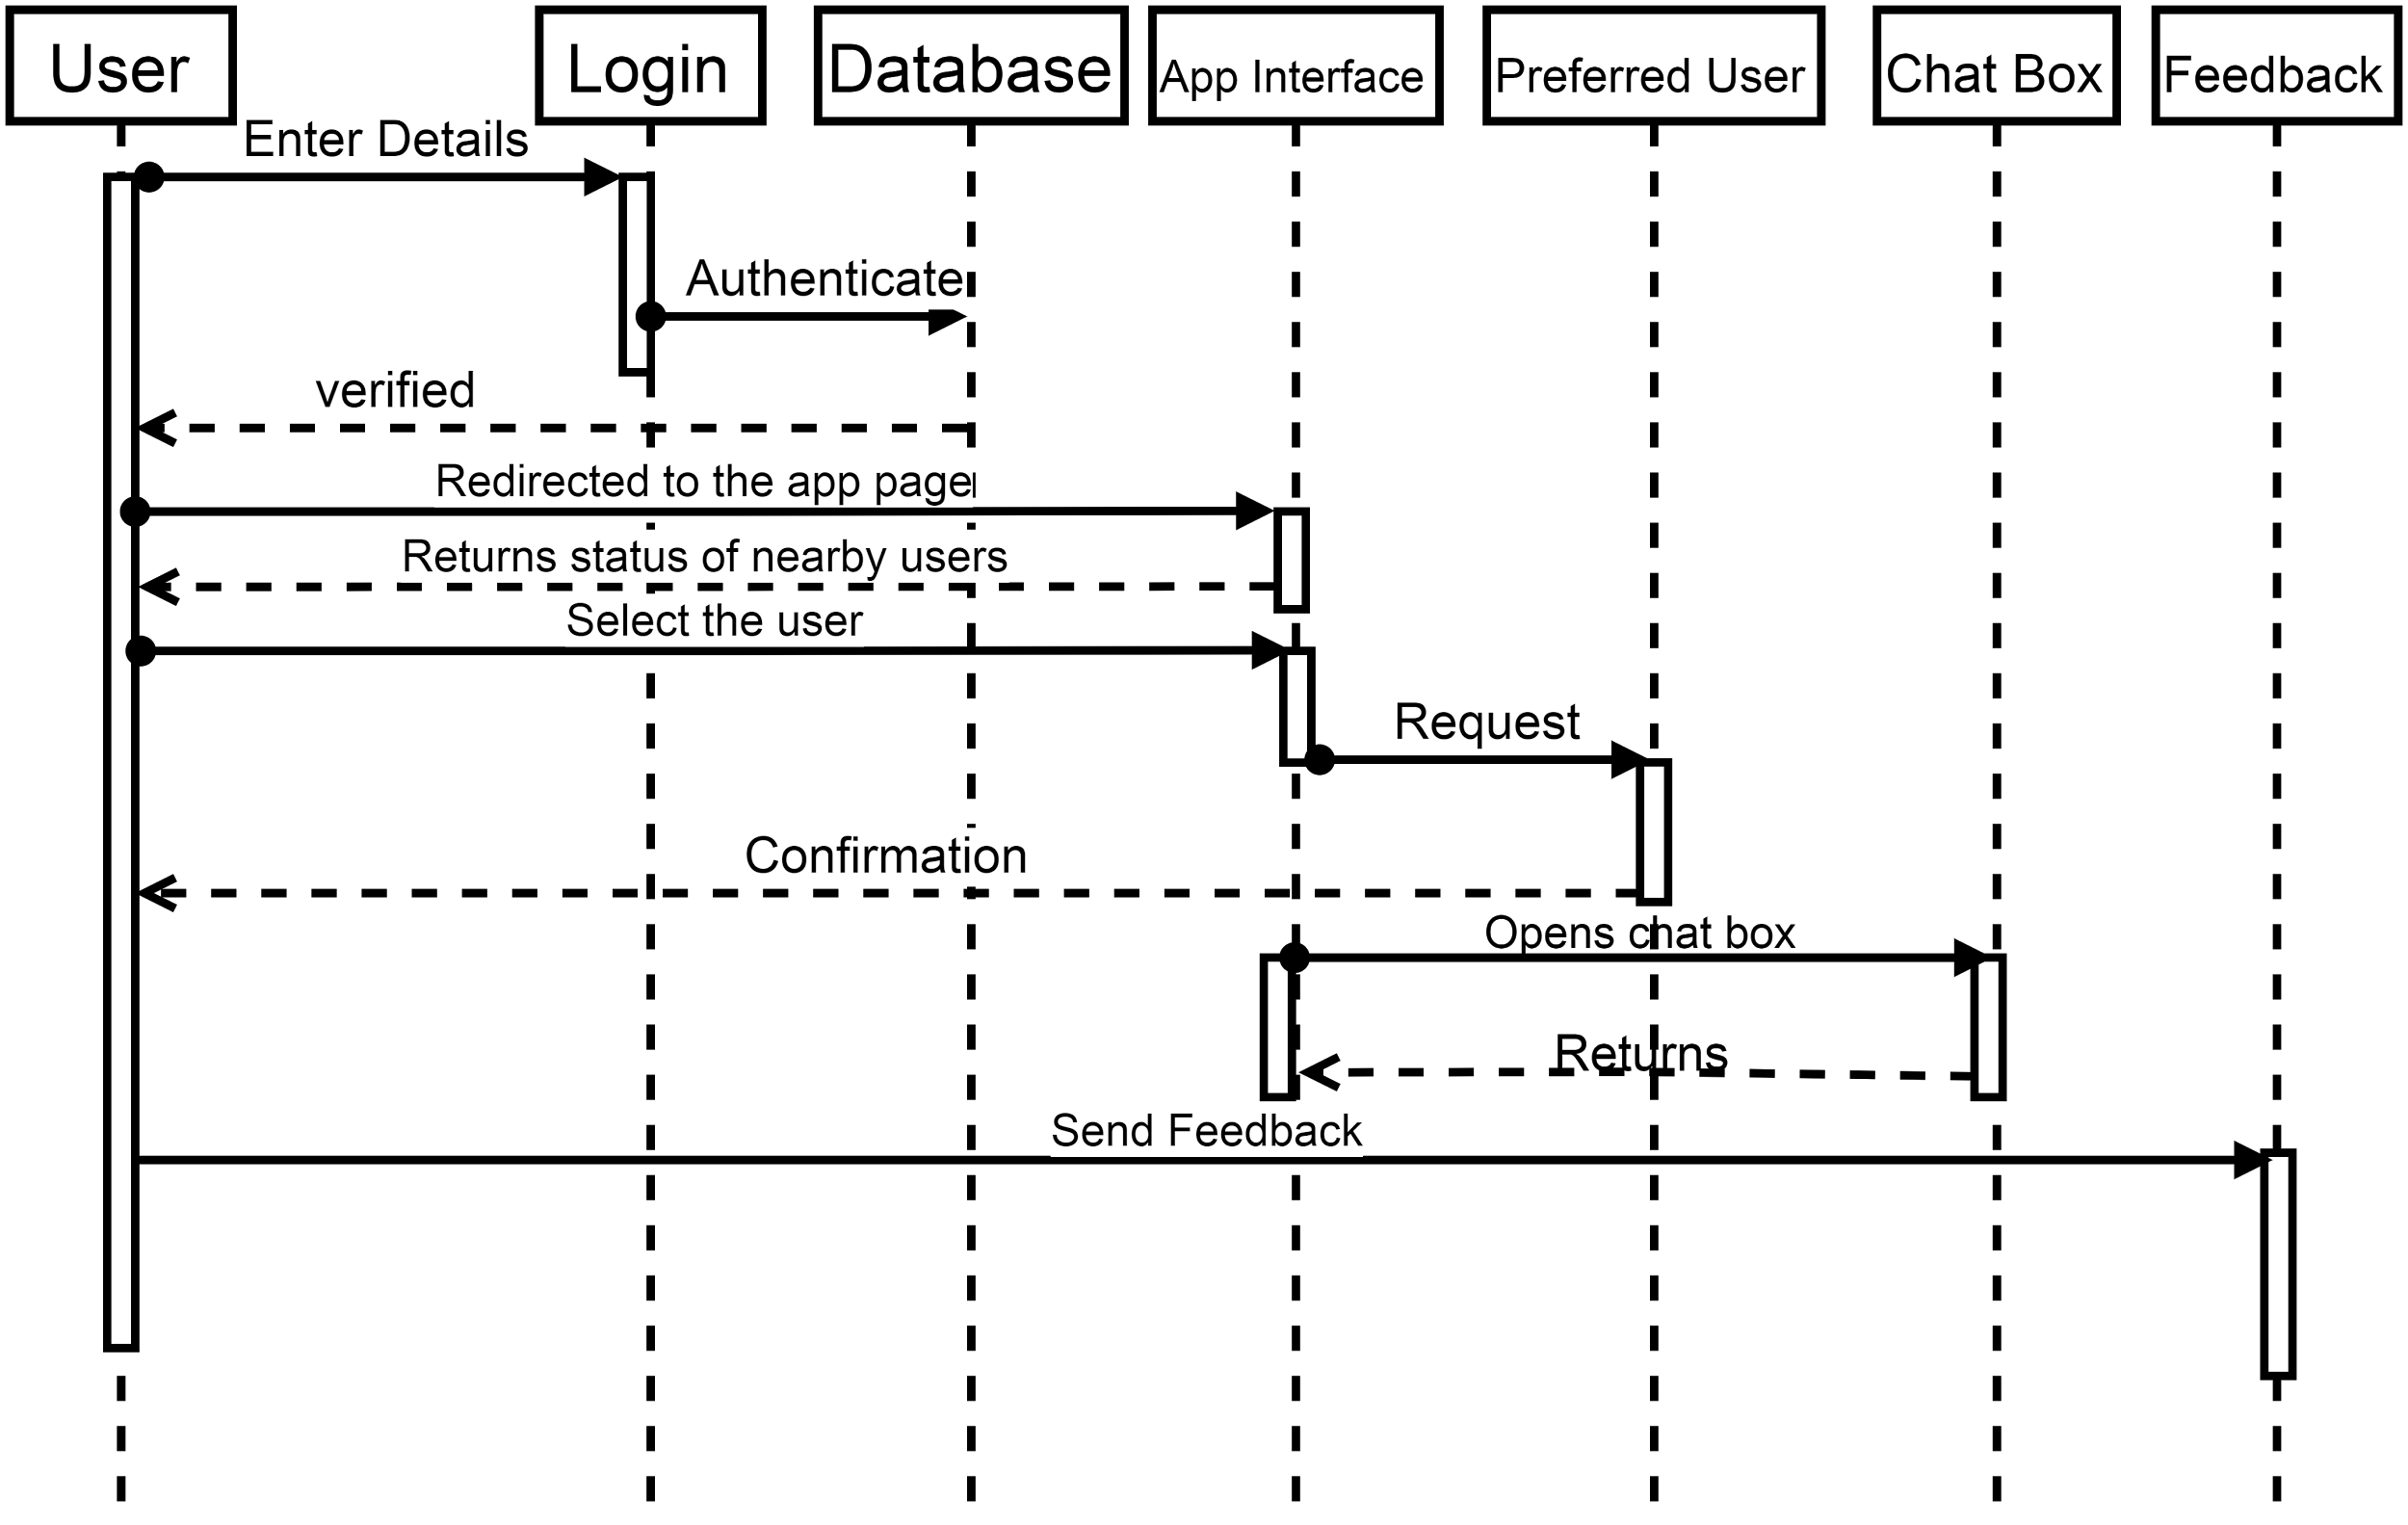 User
Login
Database
App Interface
Preferred User
Chat Box
Feedback
Enter Details
Authenticate
verified
Redirected to the app page
Returns status of nearby users
Select the user
Request
Confirmation
Opens chat box
Returns
Send Feedback